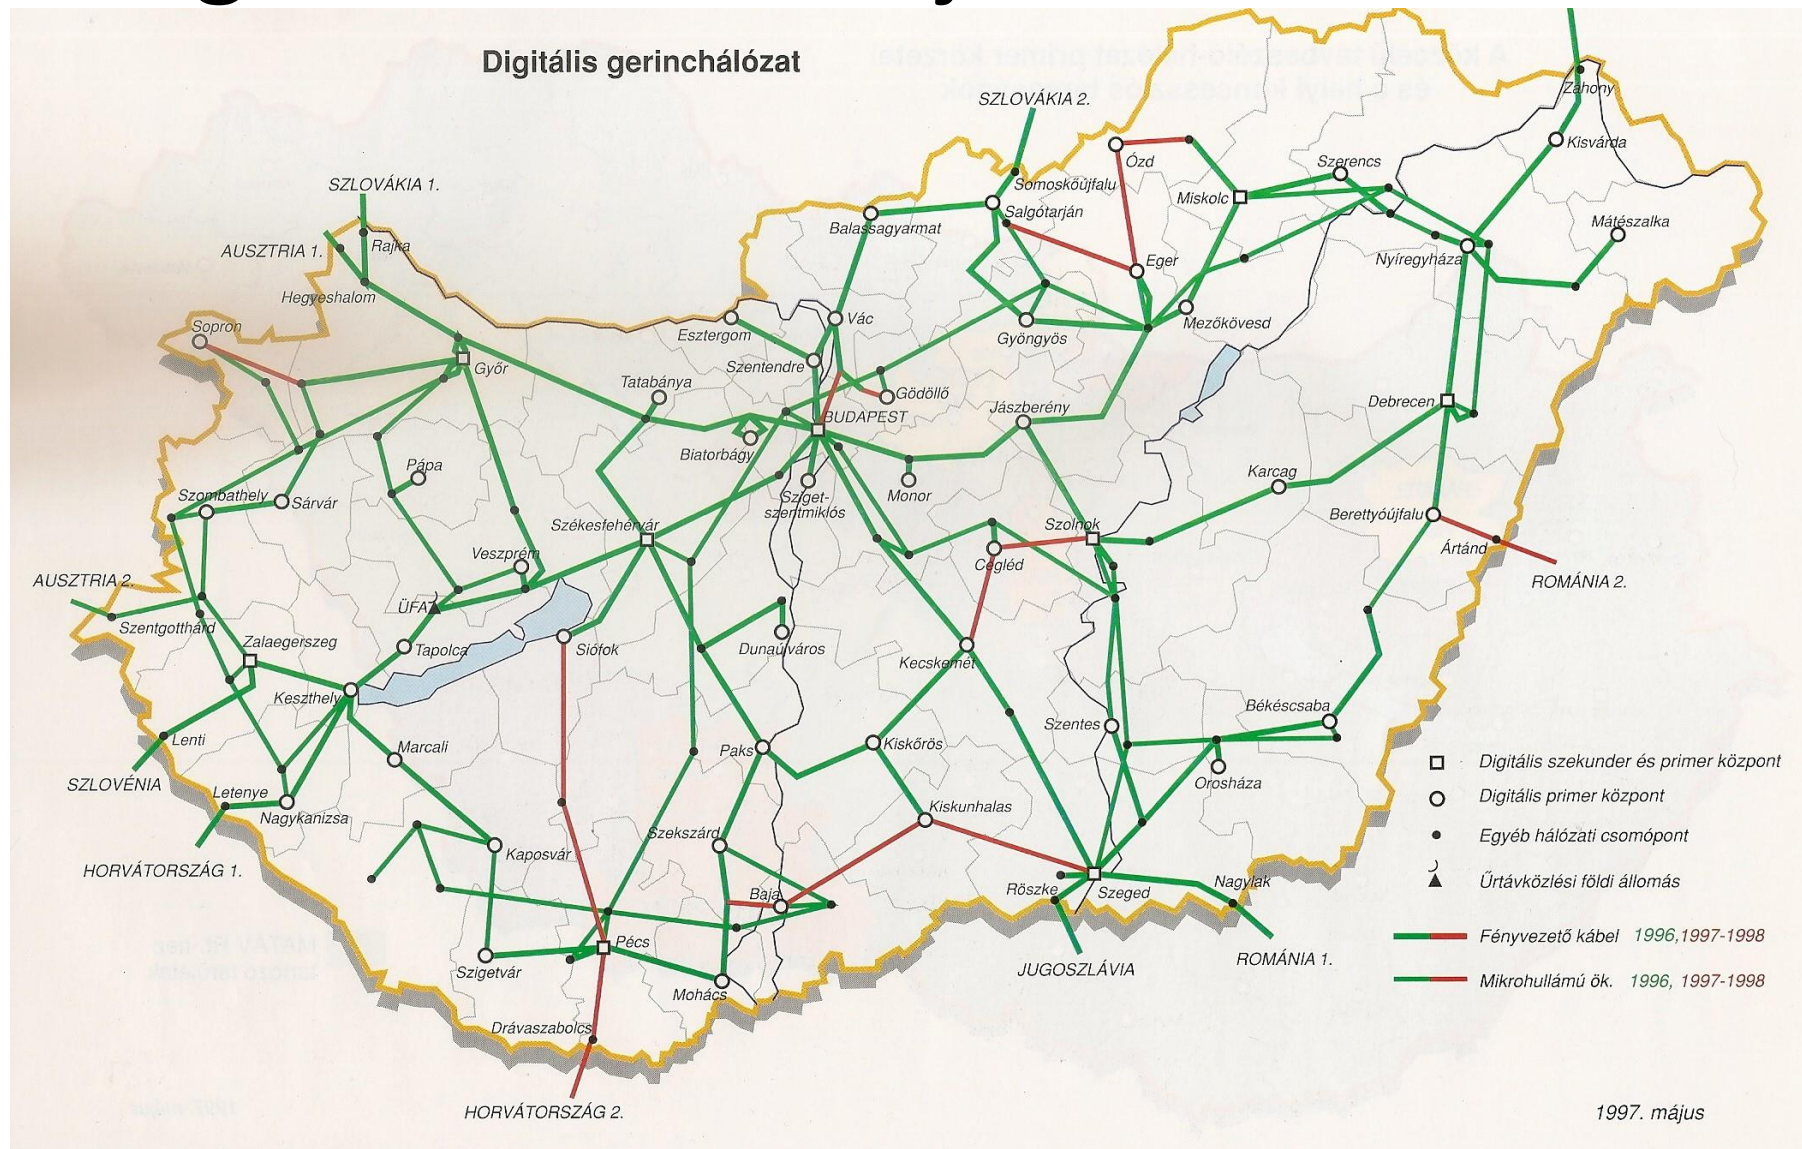 Digitális gerinchálózat
SZLOVÁKIA 2.
Záhony
Kisvárda
Ózd
Szerencs
Somoskőújfalu
SZLOVÁKIA 1.
Miskolc
Salgótarján
Balassagyarmat
Mátészalka
AUSZTRIA 1.
Rajka
Eger
Nyíregyháza
Hegyeshalom
Sopron
Esztergom
Vác
Gyöngyös
Mezőkövesd
Győr
Szentendre
Tatabánya
Gödöllő
Jászberény
Debrecen
BUDAPEST
Biatorbágy
Pápa
Karcag
Szombathely
Sárvár
Monor
Sziget-
szentmiklós
Berettyóújfalu
Székesfehérvár
Szolnok
Ártánd
Veszprém
Cegléd
ROMÁNIA 2.
AUSZTRIA 2.
ÜFA
Szentgotthárd
Zalaegerszeg
Tapolca
Siófok
Dunaújváros
Kecskemét
Keszthely
Békéscsaba
Szentes
Lenti
Marcali
Paks
Kiskőrös
Orosháza
SZLOVÉNIA
Letenye
Nagykanizsa
Kiskunhalas
Szekszárd
Kaposvár
HORVÁTORSZÁG 1.
Baja
Röszke
Szeged
Nagylak
Pécs
Szigetvár
Mohács
JUGOSZLÁVIA
ROMÁNIA 1.
Drávaszabolcs
HORVÁTORSZÁG 2.
Digitális szekunder és primer központ
Digitális primer központ
Egyéb hálózati csomópont
Űrtávközlési földi állomás
Fényvezető kábel 1996,1997-1998
Mikrohullámú ök. 1996, 1997-1998
1997. május